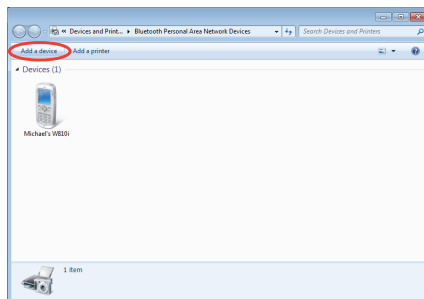 « Devices and Print... ▸ Bluetooth Personal Area Network Devices
Search Devices and Printers
Add a device
Add a printer
Devices (1)
Michael's W810i
1 item